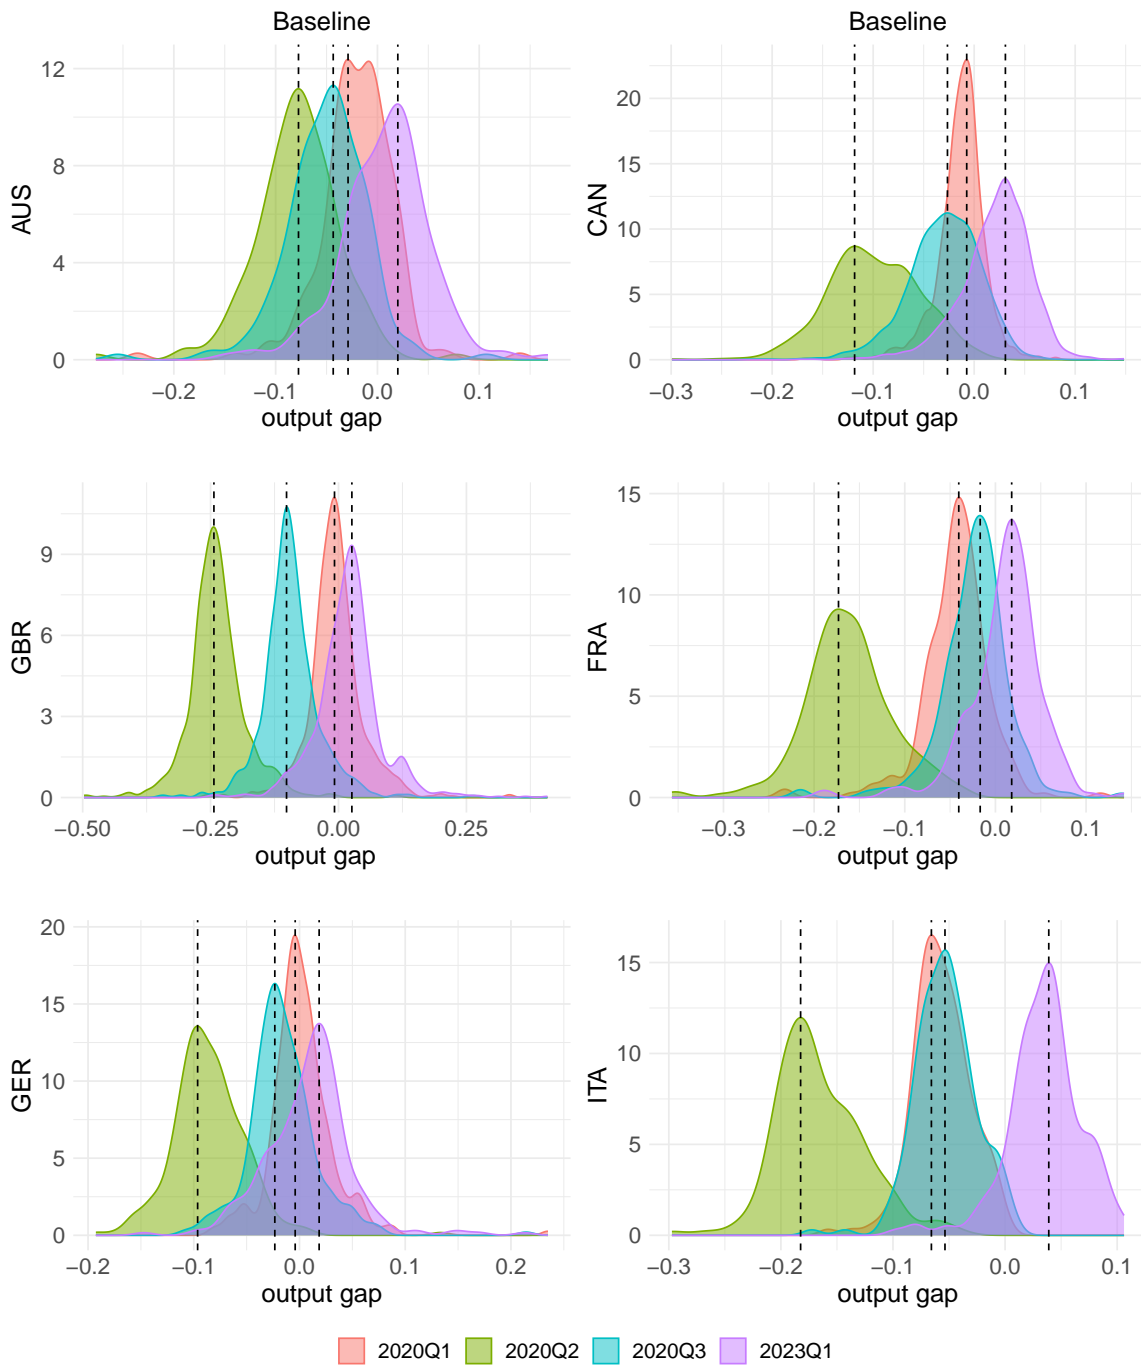 Baseline
Baseline
AUS
12
8
4
0
−0.2 −0.1 0.0 0.1
output gap
CAN
20
15
10
5
0
−0.3 −0.2 −0.1 0.0 0.1
output gap
GBR
9
6
3
0
−0.50 −0.25 0.00 0.25
output gap
FRA
15
10
5
0
−0.3 −0.2 −0.1 0.0 0.1
output gap
GER
20
15
10
5
0
−0.2 −0.1 0.0 0.1 0.2
output gap
ITA
15
10
5
0
−0.3 −0.2 −0.1 0.0 0.1
output gap
2020Q1 2020Q2 2020Q3 2023Q1